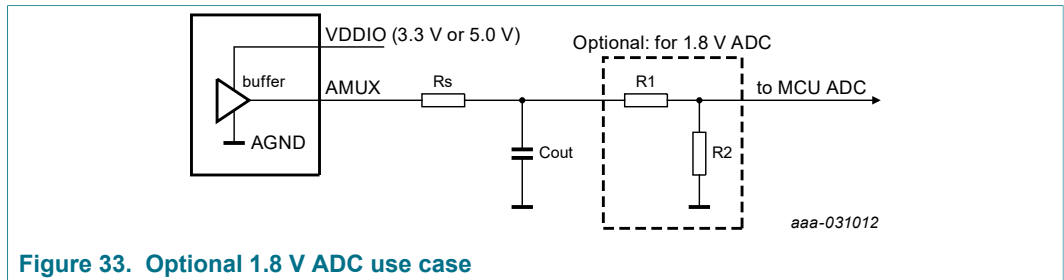 VDDIO (3.3 V or 5.0 V)
Optional: for 1.8 V ADC
buffer
AMUX
Rs
R1
to MCU ADC
AGND
Cout
R2
aaa-031012
Figure 33. Optional 1.8 V ADC use case